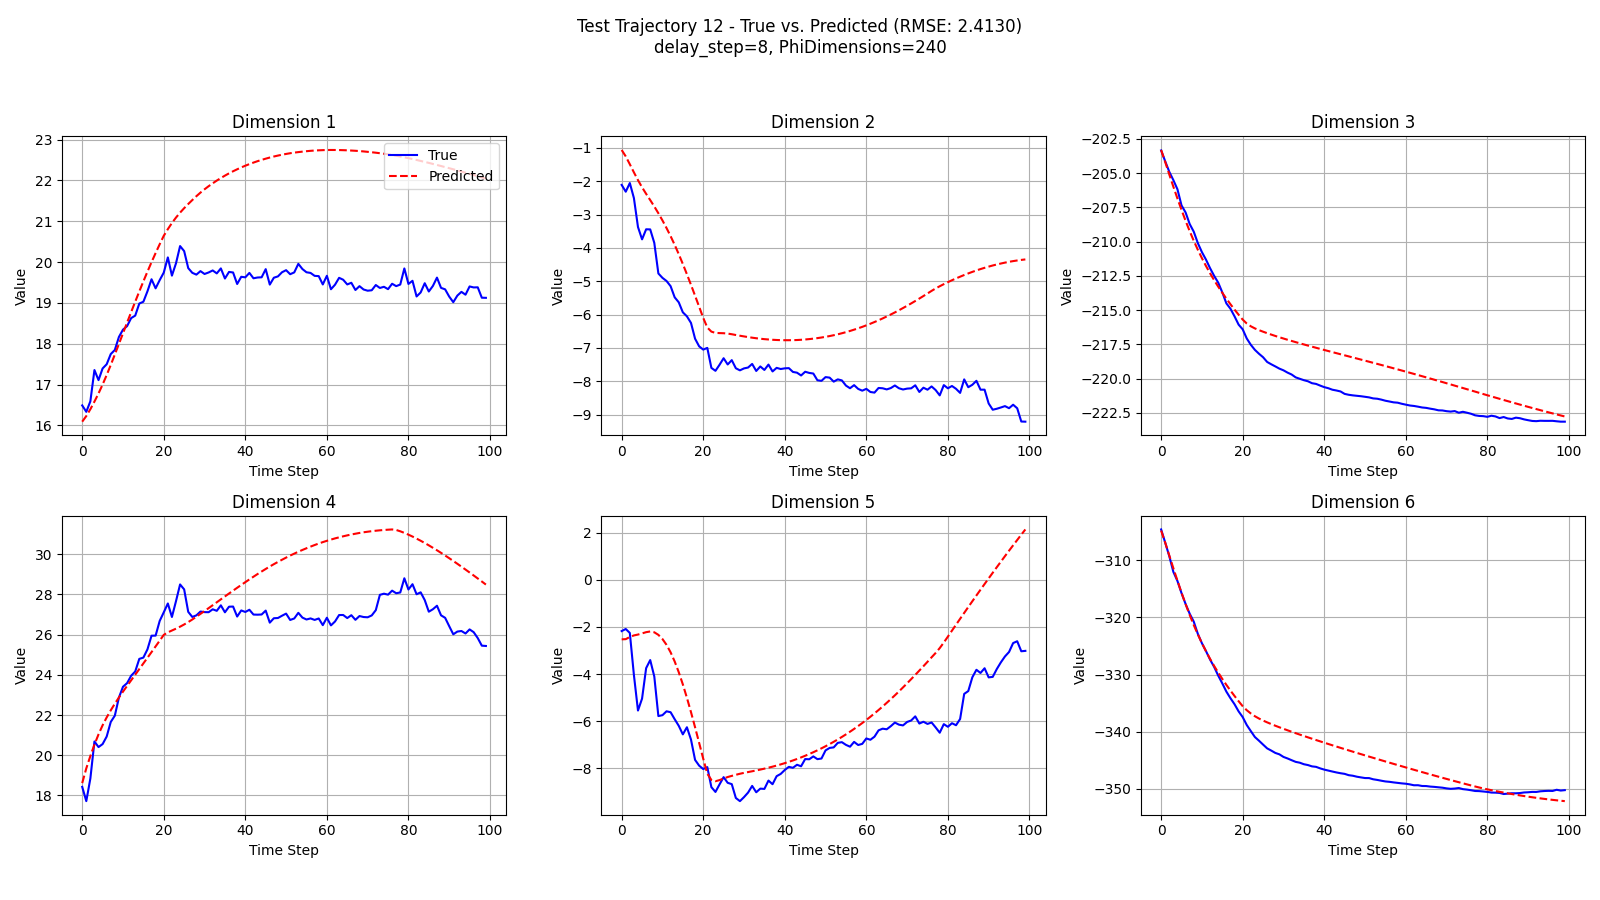 Test Trajectory 12 - True vs. Predicted (RMSE: 2.4130)
delay_step=8, PhiDimensions=240
Dimension 1
23
22
21
20
19
18
17
16
Value
0 20 40 60 80 100
Time Step
True
Predicted
Dimension 2
−1
−2
−3
−4
−5
−6
−7
−8
−9
Value
0 20 40 60 80 100
Time Step
Dimension 3
−202.5
−205.0
−207.5
−210.0
−212.5
−215.0
−217.5
−220.0
−222.5
Value
0 20 40 60 80 100
Time Step
Dimension 4
30
28
26
24
22
20
18
Value
0 20 40 60 80 100
Time Step
Dimension 5
2
0
−2
−4
−6
−8
Value
0 20 40 60 80 100
Time Step
Dimension 6
−310
−320
−330
−340
−350
Value
0 20 40 60 80 100
Time Step